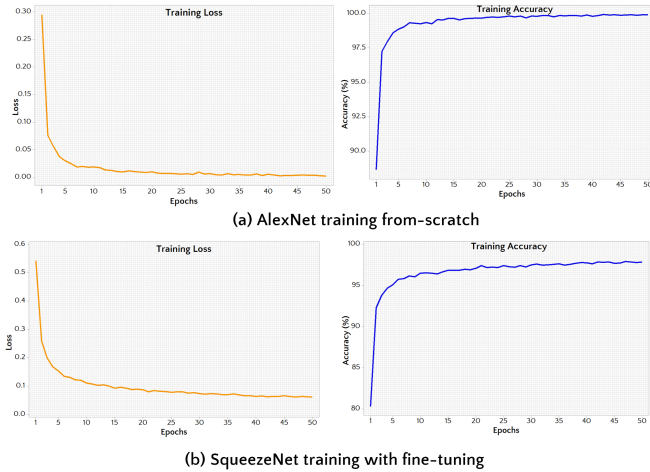 Training Loss
0.30
0.25
0.20
0.15
0.10
0.05
0.00
Loss
1 5 10 15 20 25 30 35 40 45 50
Epochs
Training Accuracy
100.0
97.5
95.0
92.5
90.0
Accuracy (%)
1 5 10 15 20 25 30 35 40 45 50
Epochs
(a) AlexNet training from-scratch
Training Loss
0.6
0.5
0.4
0.3
0.2
0.1
0.0
Loss
1 5 10 15 20 25 30 35 40 45 50
Epochs
Training Accuracy
100
95
90
85
80
Accuracy (%)
1 5 10 15 20 25 30 35 40 45 50
Epochs
(b) SqueezeNet training with fine-tuning